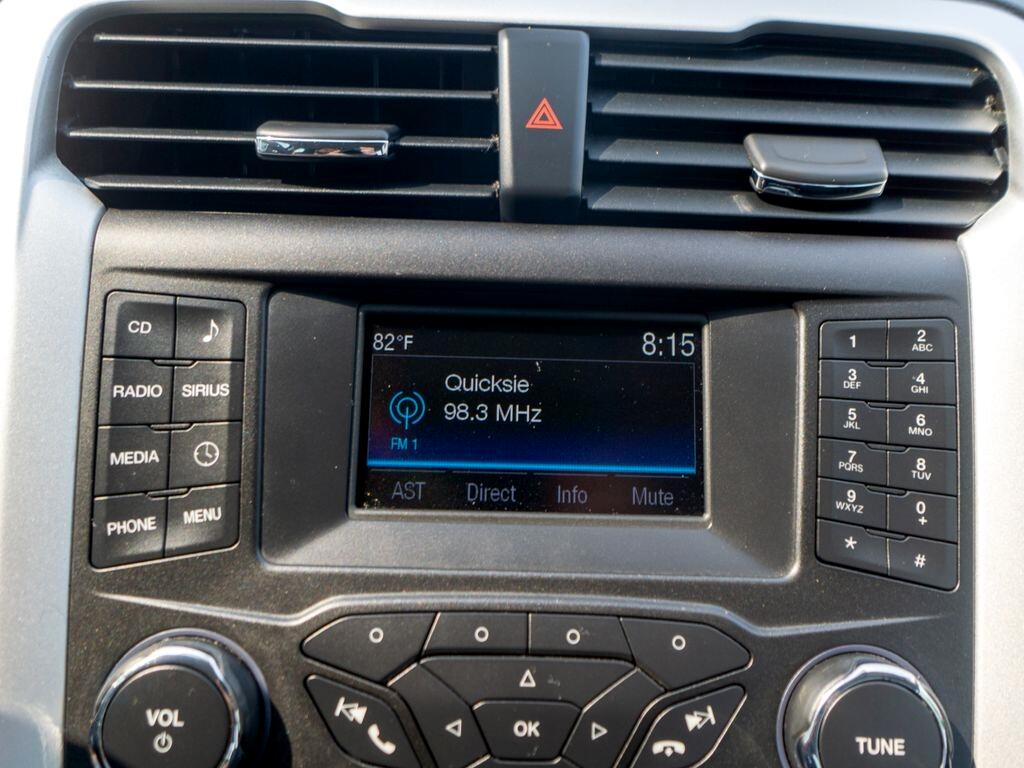 CD
RADIO SIRIUS
MEDIA
PHONE MENU
82°F 8:15
Quicksie
98.3 MHz
FM 1
AST Direct Info Mute
1 2
ABC
3 4
DEF GHI
5 6
JKL MNO
7 8
PQRS TUV
9 0
WXYZ +
* #
VOL
OK
TUNE